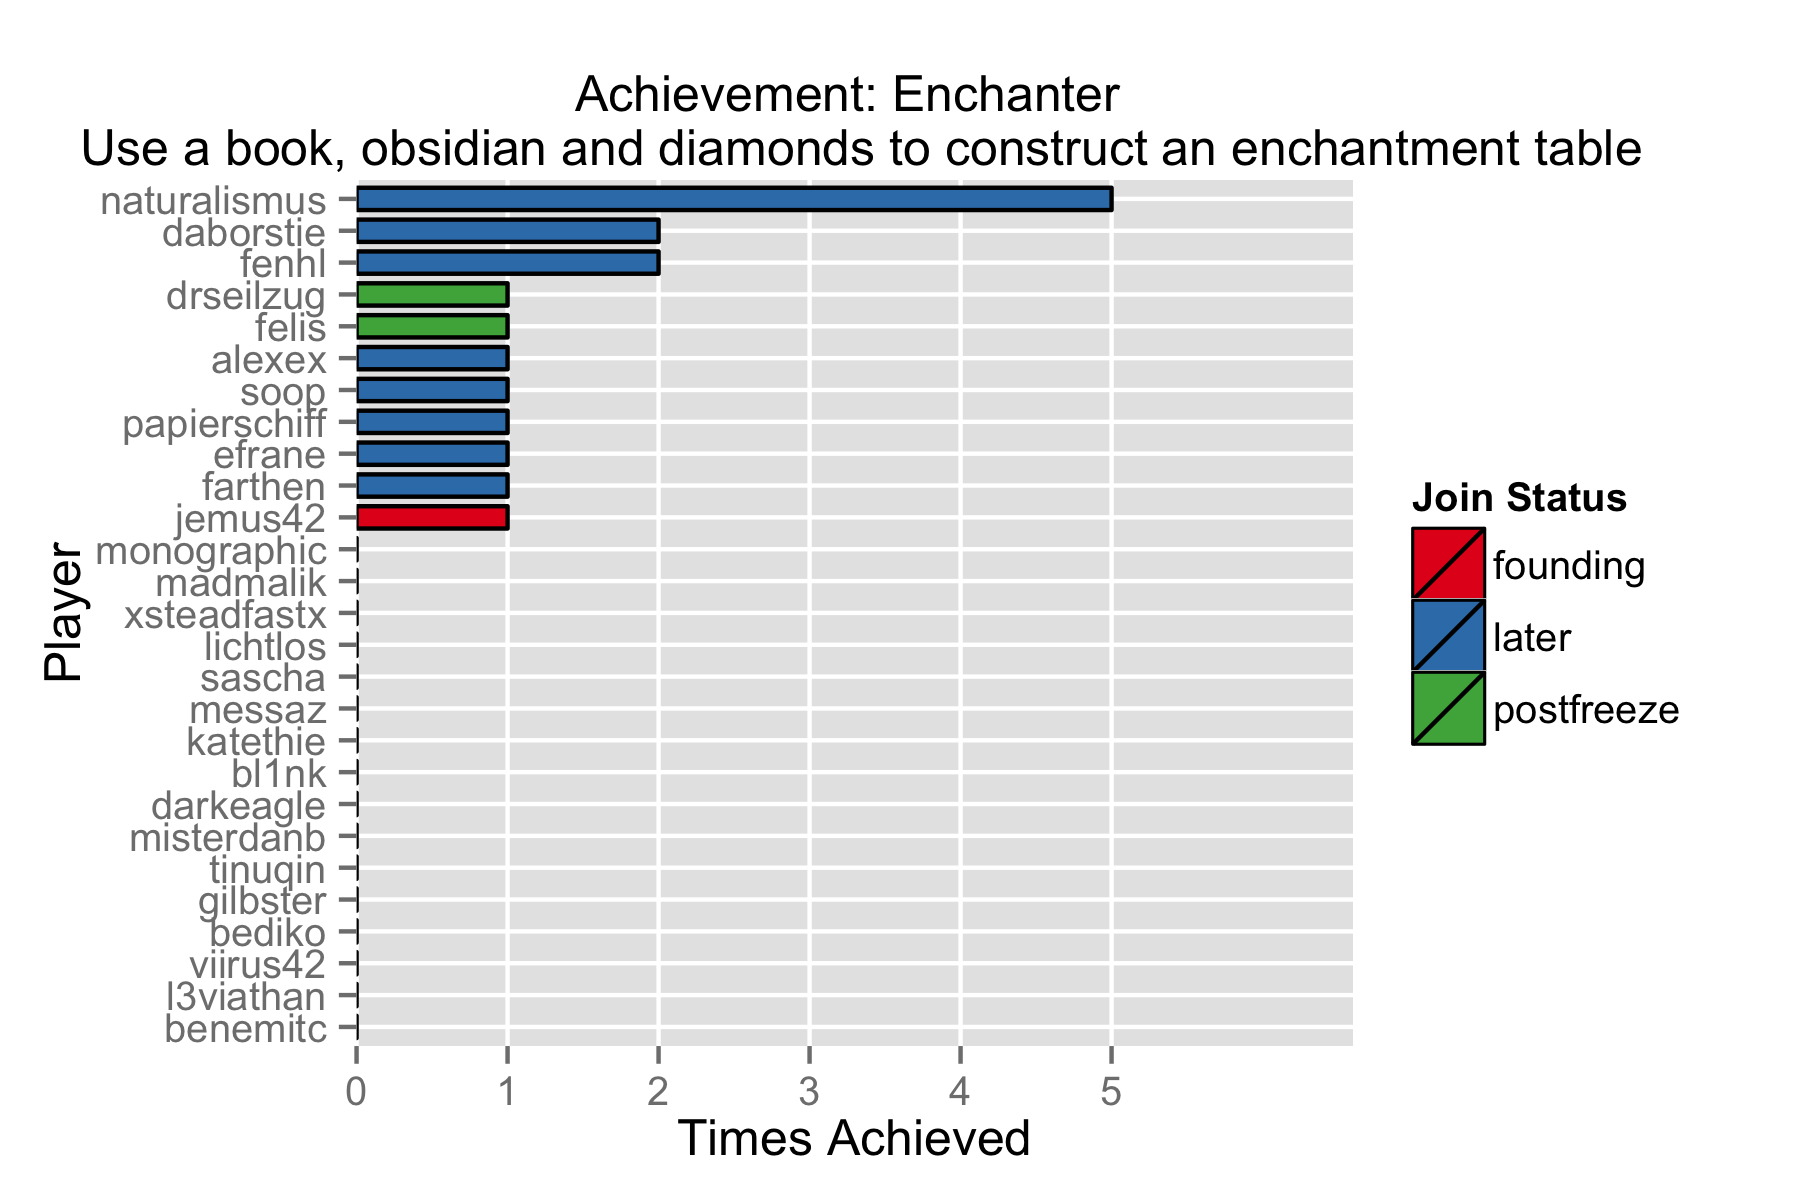 Achievement: Enchanter
Use a book, obsidian and diamonds to construct an enchantment table
naturalismus
daborstie
fenhl
drseilzug
felis
alexex
soop
papierschiff
efrane
farthen
jemus42
monographic
madmalik
xsteadfastx
lichtlos
sascha
messaz
katethie
bl1nk
darkeagle
misterdanb
tinuqin
gilbster
bediko
viirus42
l3viathan
benemitc
Player
0 1 2 3 4 5
Times Achieved
Join Status
founding
later
postfreeze